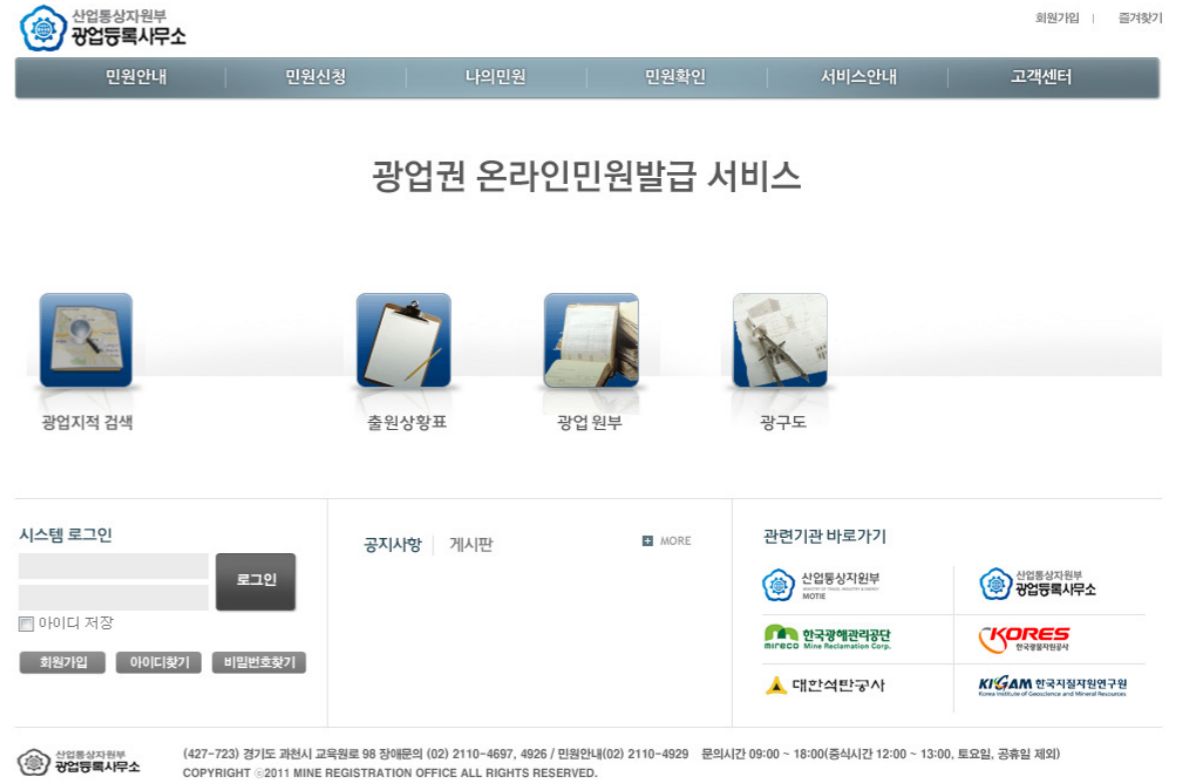 산업통상자원부
광업등록사무소
회원가입 | 즐겨찾기
민원안내 민원신청 나의민원 민원확인 서비스안내 고객센터
광업권 온라인민원발급 서비스
광업지적 검색 출원상황표 광업 원부 광구도
시스템 로그인
로그인
아이디 저장
회원가입 아이디찾기 비밀번호찾기
공지사항 게시판 MORE
관련기관 바로가기
산업통상자원부
MINISTRY OF TRADE, INDUSTRY & ENERGY
MOTIE
산업통상자원부
광업등록사무소
mireco 한국광해관리공단
Mine Reclamation Corp.
KORES
한국광물자원공사
대한석탄공사
KIGAM 한국지질자원연구원
Korea Institute of Geoscience and Mineral Resources
산업통상자원부
광업등록사무소
(427-723) 경기도 과천시 교육원로 98 장애문의 (02) 2110-4697, 4926 / 민원안내(02) 2110-4929 문의시간 09:00 ~ 18:00(중식시간 12:00 ~ 13:00, 토요일, 공휴일 제외)
COPYRIGHT ⓒ2011 MINE REGISTRATION OFFICE ALL RIGHTS RESERVED.